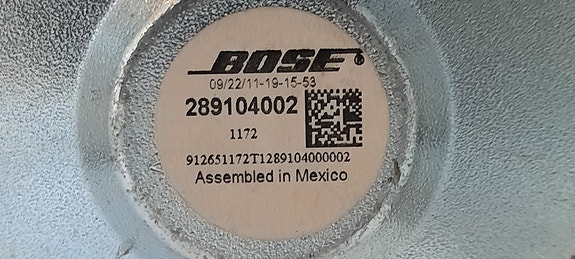 BOSE®
09/22/11-19-15-53
289104002
1172
912651172T1289104000002
Assembled in Mexico